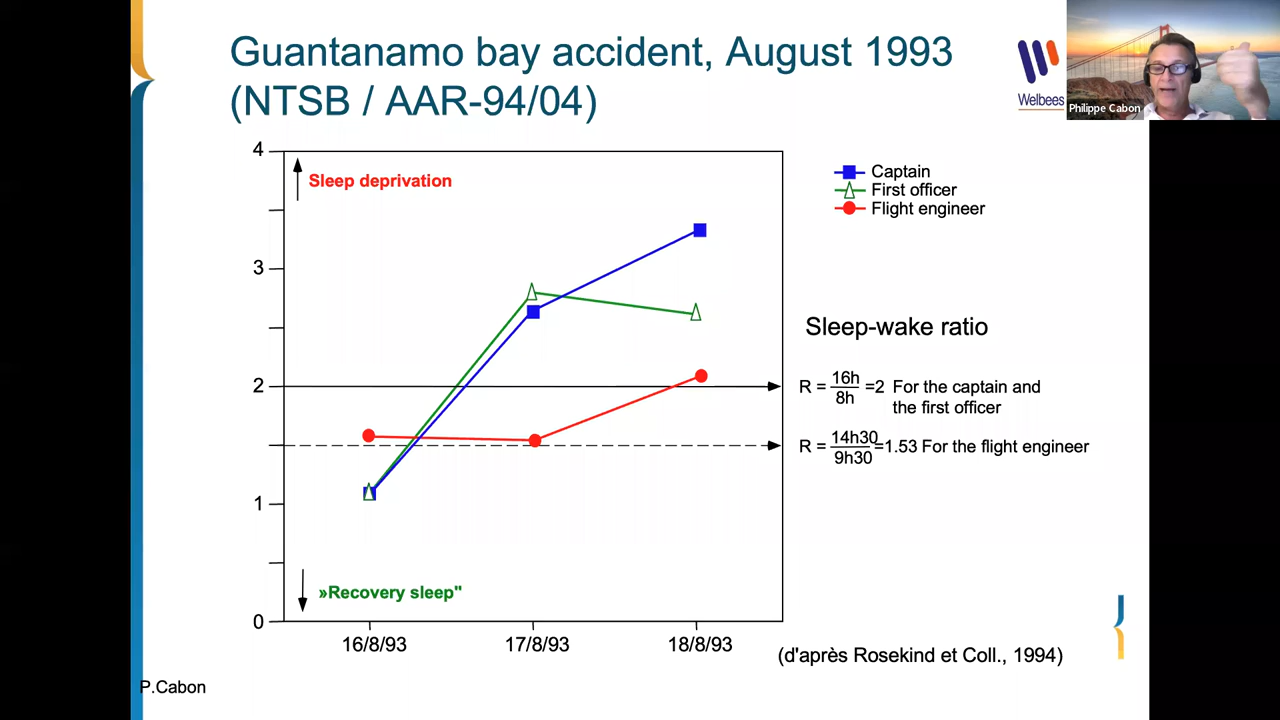 Guantanamo bay accident, August 1993
(NTSB / AAR-94/04)
Welbees
Philippe Cabon
4
3
2
1
0
Sleep deprivation
»Recovery sleep"
16/8/93
17/8/93
18/8/93
Captain
First officer
Flight engineer
Sleep-wake ratio
R = 16h
8h =2 For the captain and
the first officer
R = 14h30
9h30 =1.53 For the flight engineer
(d'après Rosekind et Coll., 1994)
P.Cabon